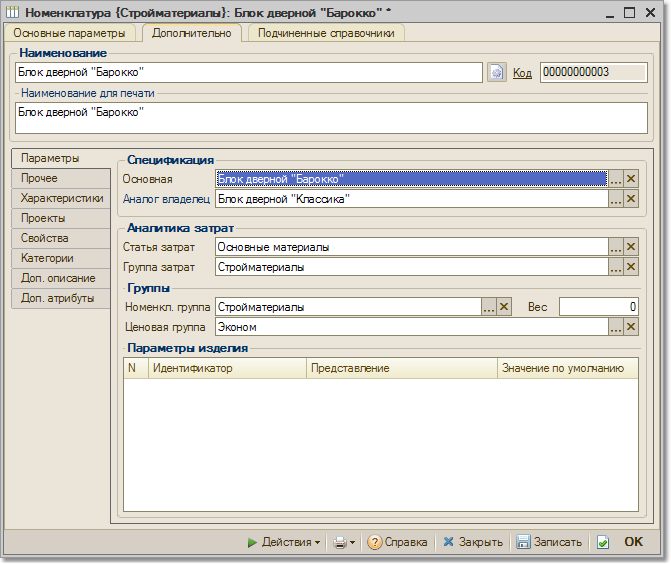 Номенклатура {Стройматериалы}: Блок дверной "Барокко" *
Основные параметры Дополнительно Подчиненные справочники
Наименование
Блок дверной "Барокко" Код 00000000003
Наименование для печати
Блок дверной "Барокко"
Параметры
Прочее
Характеристики
Проекты
Свойства
Категории
Доп. описание
Доп. атрибуты
Спецификация
Основная Блок дверной "Барокко" ... ×
Аналог владелец Блок дверной "Классика" ... ×
Аналитика затрат
Статья затрат Основные материалы ... ×
Группа затрат Стройматериалы ... ×
Группы
Номенкл. группа Стройматериалы ... × Вес 0
Ценовая группа Эконом ... ×
Параметры изделия
N Идентификатор Представление Значение по умолчанию
Действия Справка Закрыть Записать OK